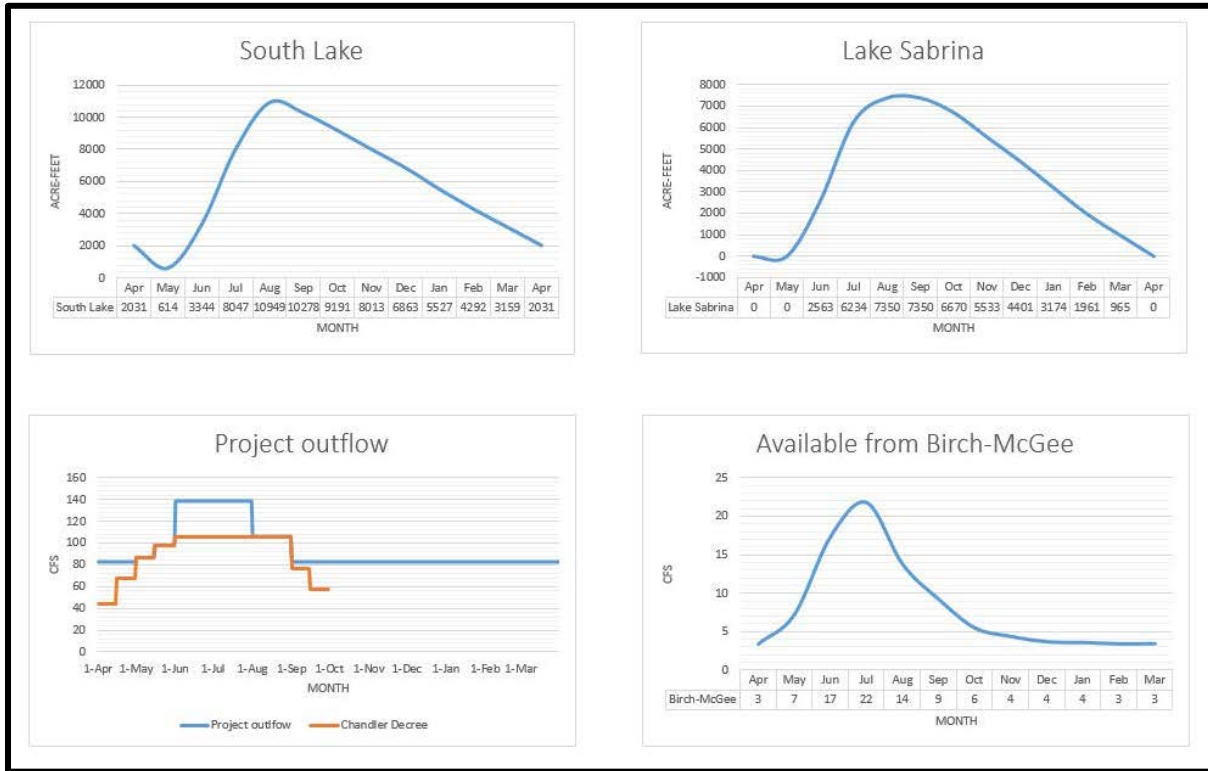 South Lake
12000
10000
8000
6000
4000
2000
0
ACRE-FEET
Apr May Jun Jul Aug Sep Oct Nov Dec Jan Feb Mar Apr
South Lake 2031 614 3344 8047 10949 10278 9191 8013 6863 5527 4292 3159 2031
MONTH
Lake Sabrina
8000
7000
6000
5000
4000
3000
2000
1000
0
-1000
ACRE-FEET
Apr May Jun Jul Aug Sep Oct Nov Dec Jan Feb Mar Apr
Lake Sabrina 0 0 2563 6234 7350 7350 6670 5533 4401 3174 1961 965 0
MONTH
Project outflow
160
140
120
100
80
60
40
20
0
CFS
1-Apr 1-May 1-Jun 1-Jul 1-Aug 1-Sep 1-Oct 1-Nov 1-Dec 1-Jan 1-Feb 1-Mar
MONTH
Project outflow Chandler Decree
Available from Birch-McGee
25
20
15
10
5
0
CFS
Apr May Jun Jul Aug Sep Oct Nov Dec Jan Feb Mar
Birch-McGee 3 7 17 22 14 9 6 4 4 4 3 3
MONTH